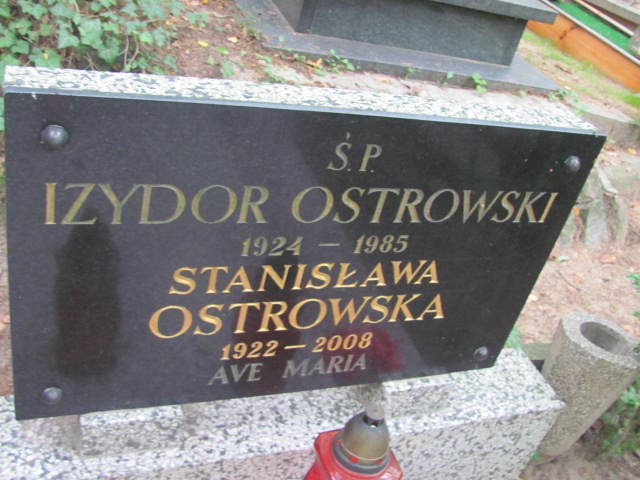 Ś.P.
IZYDOR OSTROWSKI
1924 – 1985
STANISŁAWA
OSTROWSKA
1922 – 2008
AVE MARIA